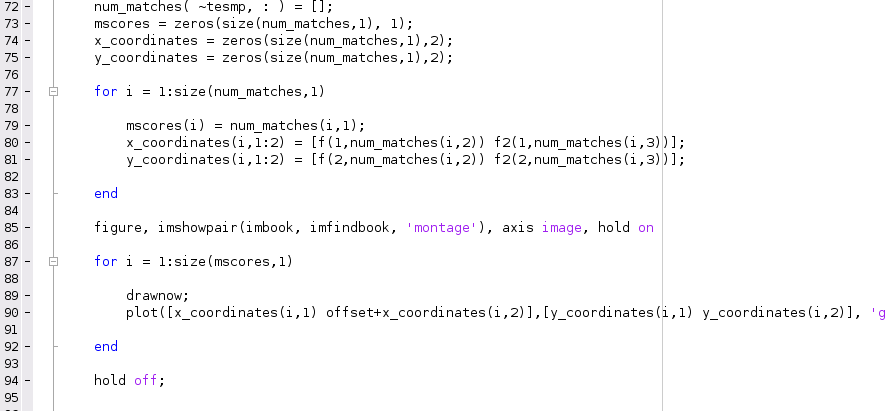 72 - num_matches( ~tesmp, : ) = [];
73 - mscores = zeros(size(num_matches,1), 1);
74 - x_coordinates = zeros(size(num_matches,1),2);
75 - y_coordinates = zeros(size(num_matches,1),2);
76
77 - for i = 1:size(num_matches,1)
78
79 - mscores(i) = num_matches(i,1);
80 - x_coordinates(i,1:2) = [f(1,num_matches(i,2)) f2(1,num_matches(i,3))];
81 - y_coordinates(i,1:2) = [f(2,num_matches(i,2)) f2(2,num_matches(i,3))];
82
83 - end
84
85 - figure, imshowpair(imbook, imfindbook, 'montage'), axis image, hold on
86
87 - for i = 1:size(mscores,1)
88
89 - drawnow;
90 - plot([x_coordinates(i,1) offset+x_coordinates(i,2)],[y_coordinates(i,1) y_coordinates(i,2)], 'g
91
92 - end
93
94 - hold off;
95